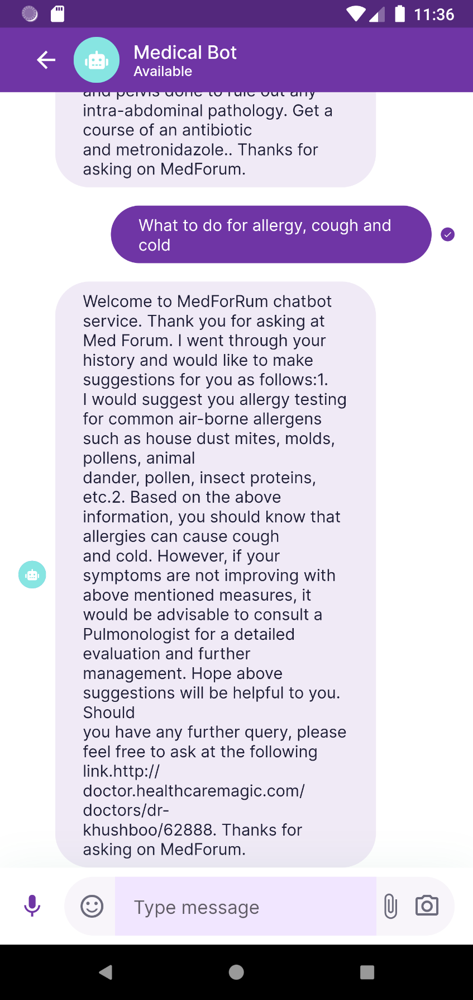 11:36
Medical Bot
Available
and pelvis done to rule out any
intra-abdominal pathology. Get a
course of an antibiotic
and metronidazole.. Thanks for
asking on MedForum.
What to do for allergy, cough and
cold
Welcome to MedForRum chatbot
service. Thank you for asking at
Med Forum. I went through your
history and would like to make
suggestions for you as follows:1.
I would suggest you allergy testing
for common air-borne allergens
such as house dust mites, molds,
pollens, animal
dander, pollen, insect proteins,
etc.2. Based on the above
information, you should know that
allergies can cause cough
and cold. However, if your
symptoms are not improving with
above mentioned measures, it
would be advisable to consult a
Pulmonologist for a detailed
evaluation and further
management. Hope above
suggestions will be helpful to you.
Should
you have any further query, please
feel free to ask at the following
link.http://
doctor.healthcaremagic.com/
doctors/dr-
khushboo/62888. Thanks for
asking on MedForum.
Type message